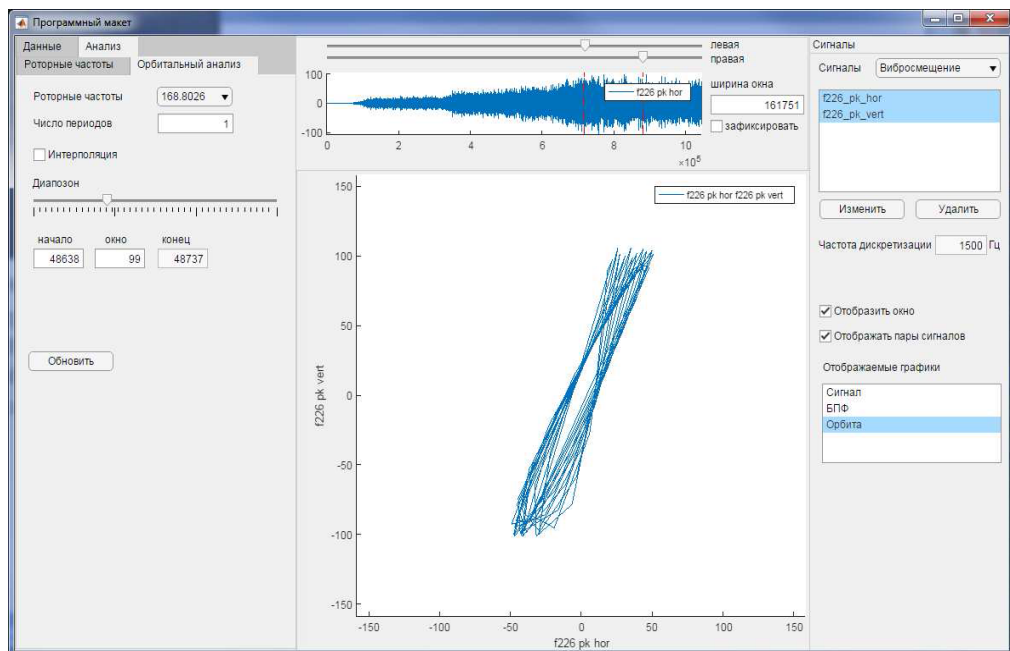 Программный макет
Данные Анализ
Роторные частоты Орбитальный анализ
Роторные частоты 168.8026
Число периодов 1
Интерполяция
Диапозон
начало окно конец
48638 99 48737
Обновить
левая
правая
100
0
-100
f226 pk hor
0 2 4 6 8 10
×10⁵
ширина окна
161751
зафиксировать
150
100
50
0
-50
-100
-150
f226 pk vert
f226 pk hor f226 pk vert
-150 -100 -50 0 50 100 150
f226 pk hor
Сигналы
Сигналы Вибросмещение
f226_pk_hor
f226_pk_vert
Изменить Удалить
Частота дискретизации 1500 Гц
Отобразить окно
Отображать пары сигналов
Отображаемые графики
Сигнал
БПФ
Орбита